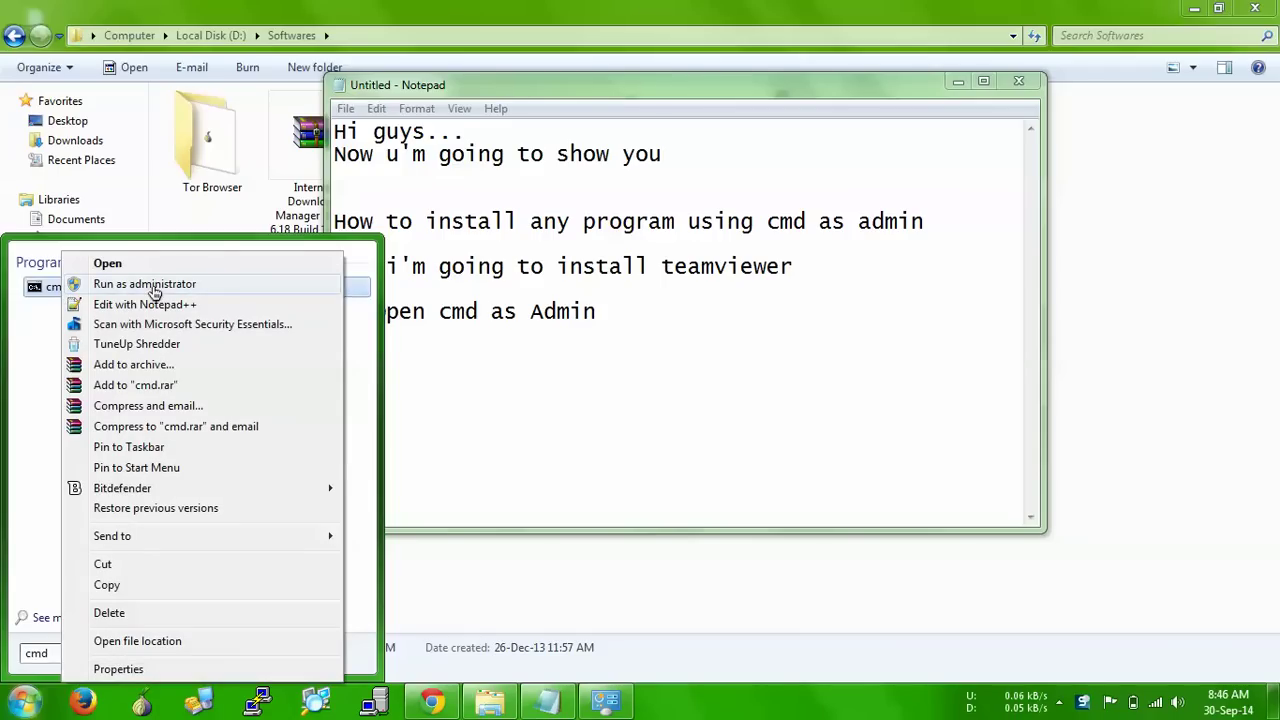 Computer
Local Disk (D:)
Softwares
Search Softwares
Organize
Open
E-mail
Burn
New folder
Favorites
Desktop
Downloads
Recent Places
Libraries
Documents
Tor Browser
Intern
Downlo
Manager
6.18 Build 1
Untitled - Notepad
File
Edit
Format
View
Help
Hi guys...
Now u'm going to show you
How to install any program using cmd as admin
i'm going to install teamviewer
pen cmd as Admin
Progra
cm
Open
Run as administrator
Edit with Notepad++
Scan with Microsoft Security Essentials...
TuneUp Shredder
Add to archive...
Add to "cmd.rar"
Compress and email...
Compress to "cmd.rar" and email
Pin to Taskbar
Pin to Start Menu
Bitdefender
Restore previous versions
Send to
Cut
Copy
Delete
Open file location
Properties
See m
cmd
M
Date created: 26-Dec-13 11:57 AM
U: 0.06 kB/s
D: 0.05 kB/s
8:46 AM
30-Sep-14